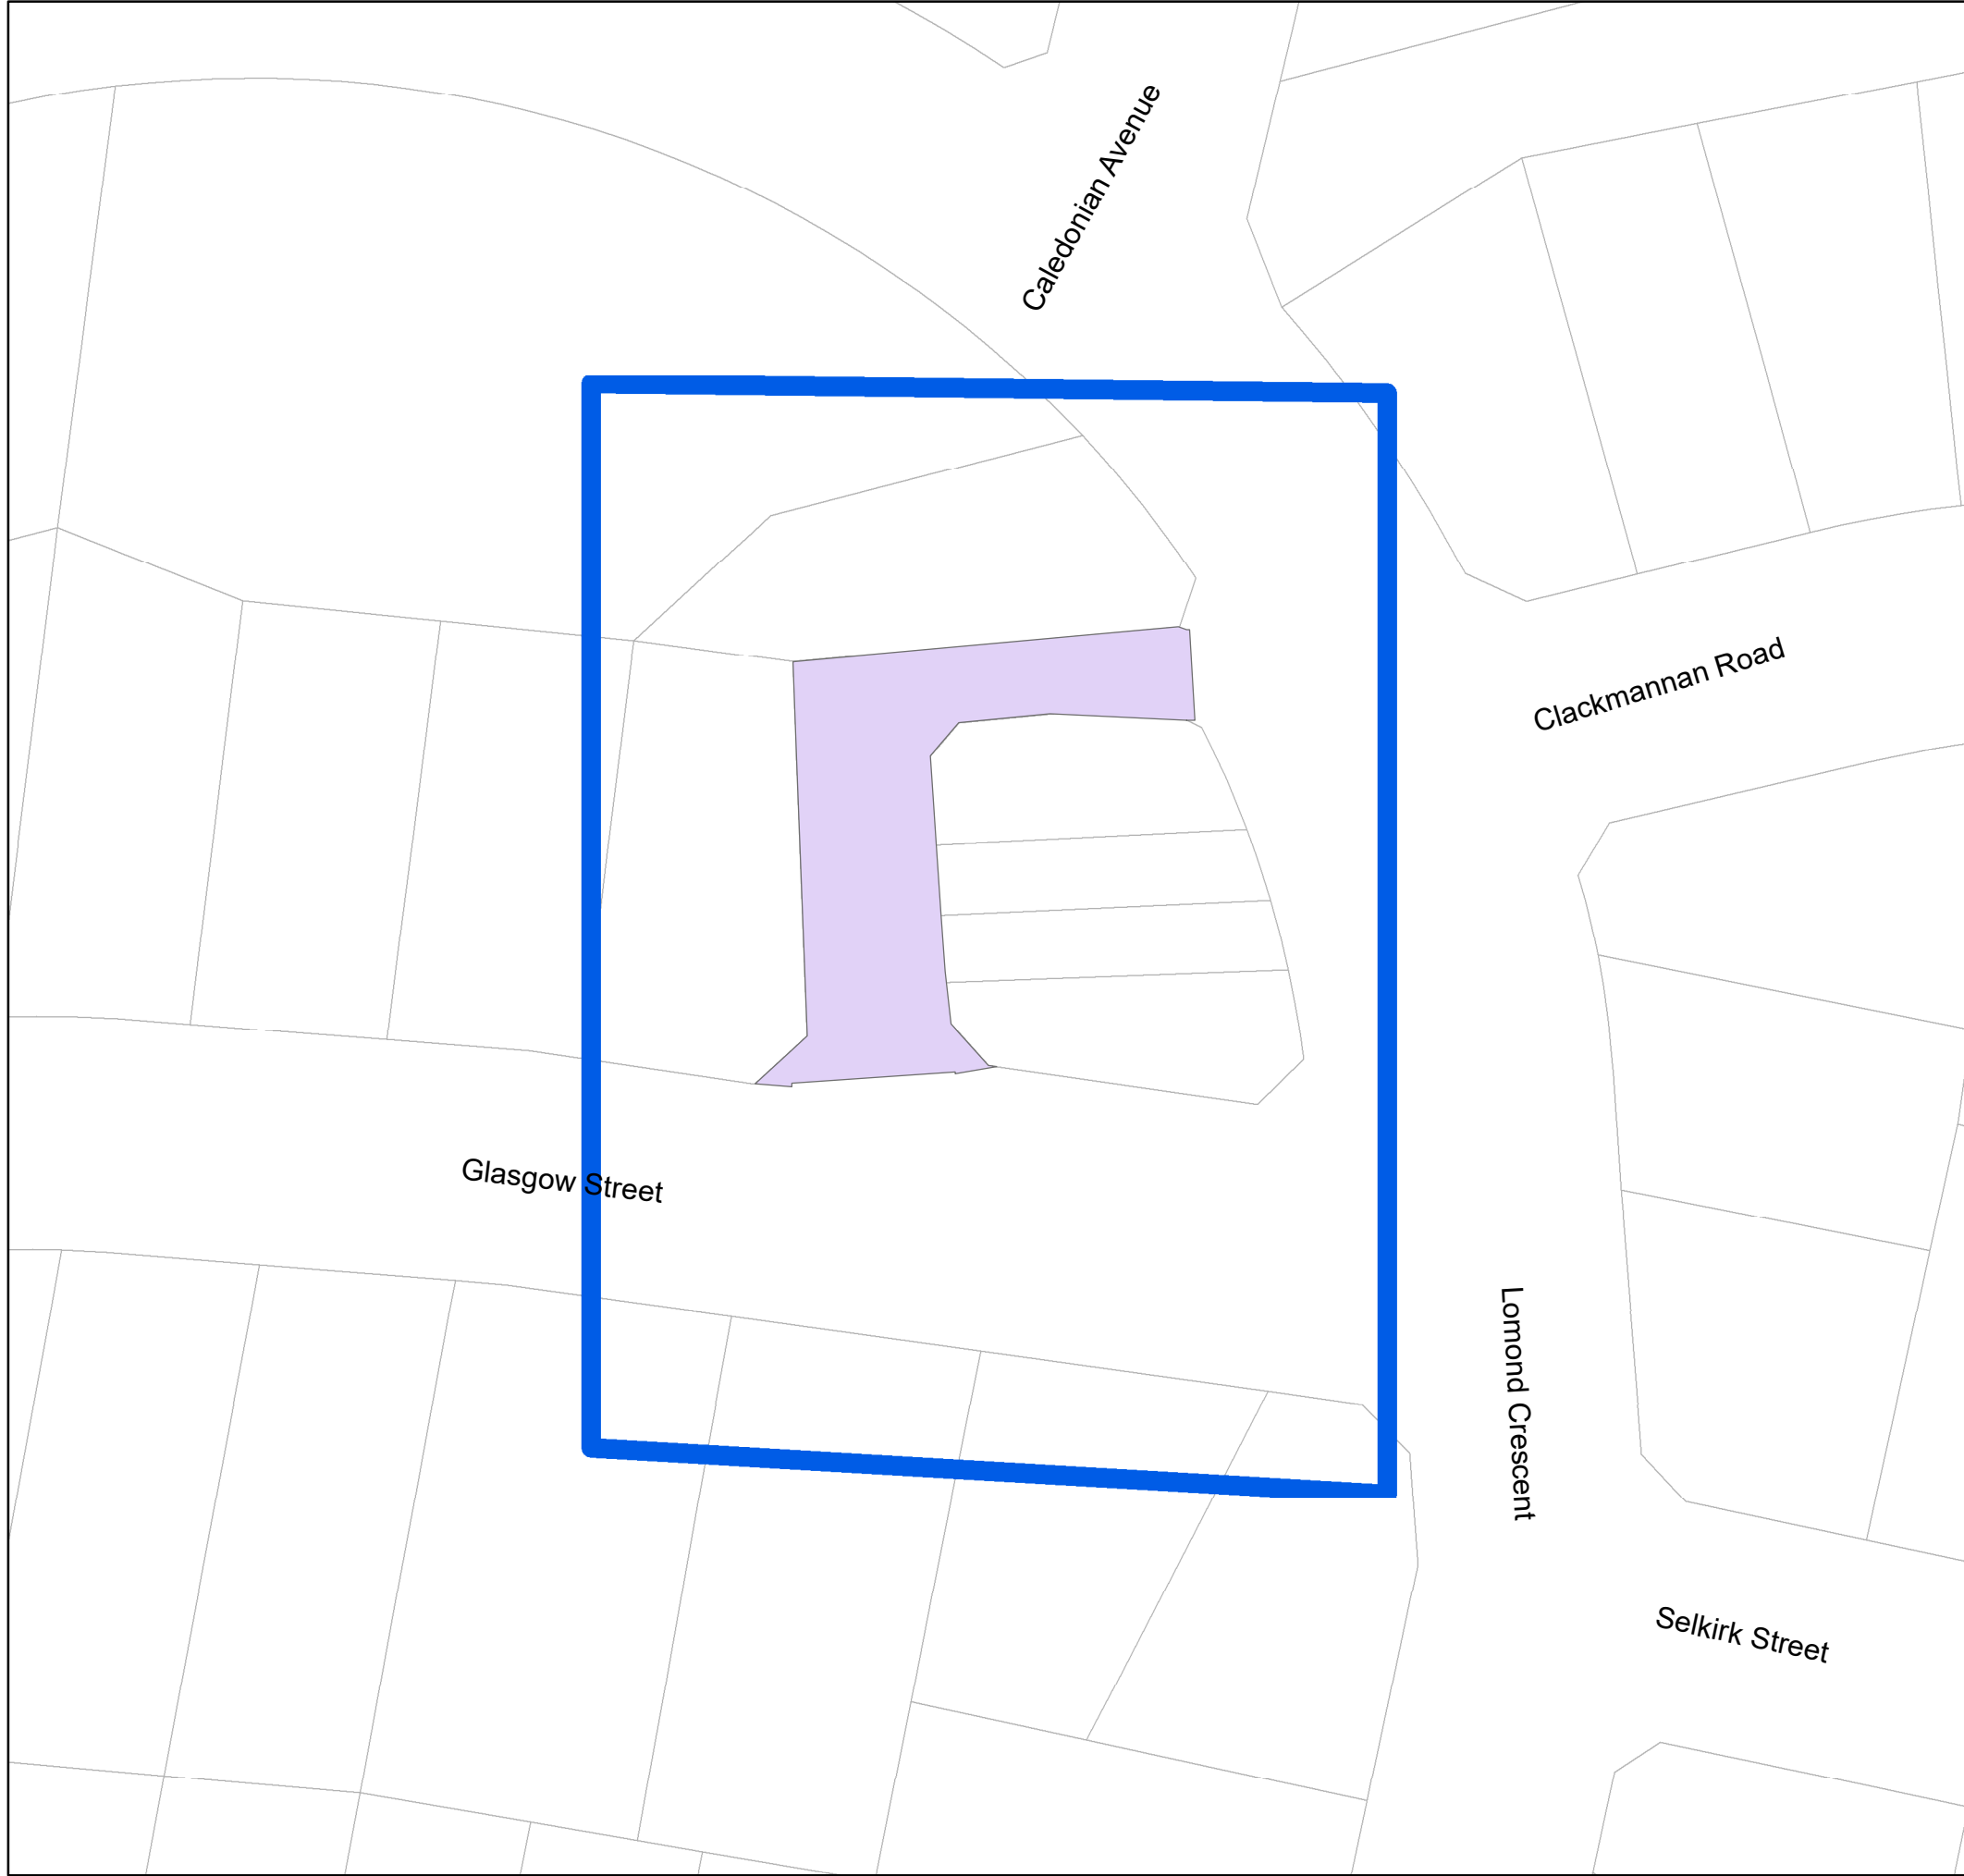 Caledonian Avenue
Clackmannan Road
Glasgow Street
Lomond Crescent
Selkirk Street